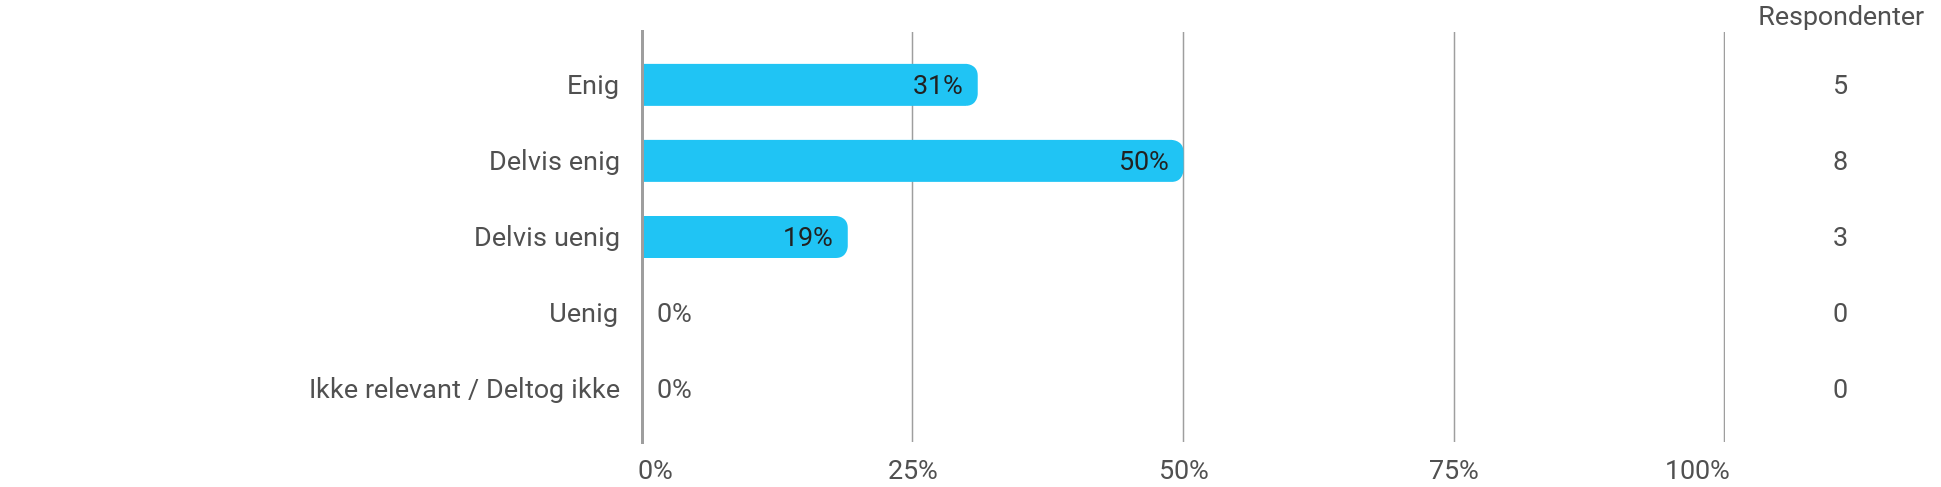 Respondenter
Enig 31% 5
Delvis enig 50% 8
Delvis uenig 19% 3
Uenig 0% 0
Ikke relevant / Deltog ikke 0% 0
0% 25% 50% 75% 100%